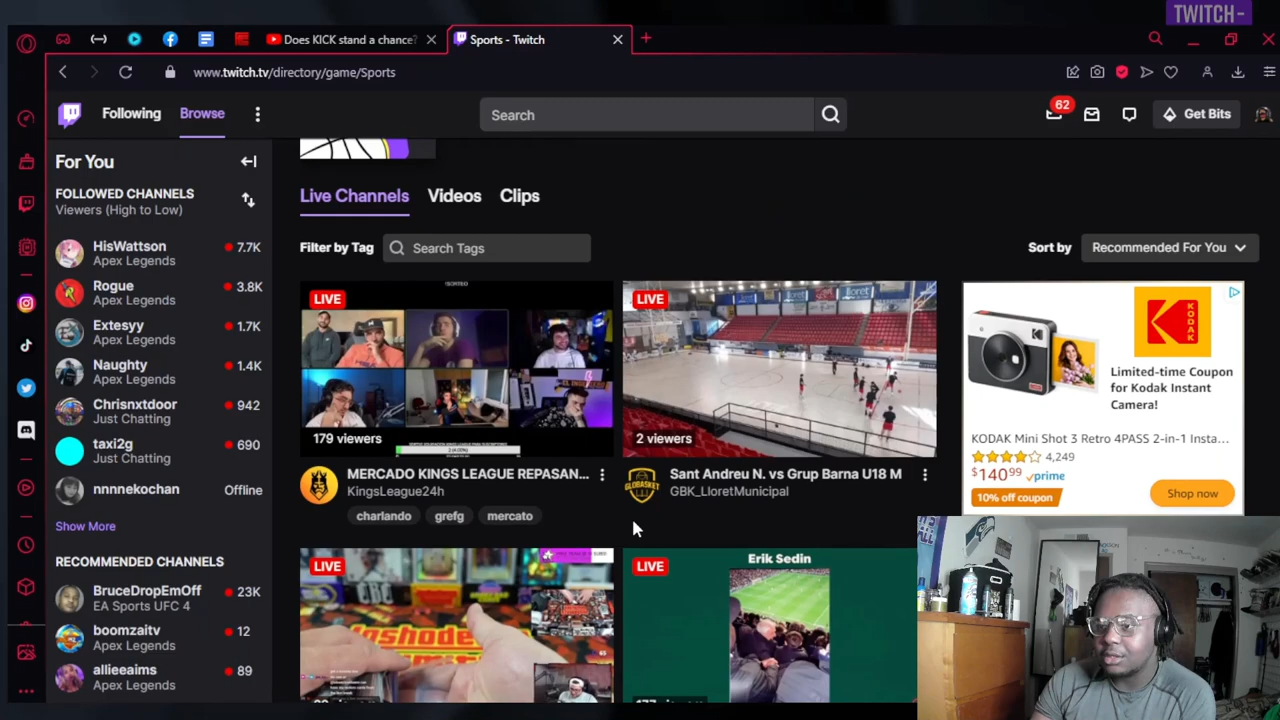 TWITCH-
Does KICK stand a chance?
Sports - Twitch
www.twitch.tv/directory/game/Sports
Following
Browse
Search
62
Get Bits
For You
FOLLOWED CHANNELS
Viewers (High to Low)
HisWattson
7.7K
Apex Legends
Rogue
3.8K
Apex Legends
Extesyy
1.7K
Apex Legends
Naughty
1.4K
Apex Legends
Chrisnxtdoor
942
Just Chatting
taxi2g
690
Just Chatting
nnnnekochan
Offline
Show More
RECOMMENDED CHANNELS
BruceDropEmOff
23K
EA Sports UFC 4
boomzaitv
12
Apex Legends
allieeaims
89
Apex Legends
Live Channels
Videos
Clips
Filter by Tag
Search Tags
Sort by
Recommended For You
LIVE
179 viewers
MERCADO KINGS LEAGUE REPASAN...
KingsLeague24h
charlando
grefg
mercato
LIVE
2 viewers
Sant Andreu N. vs Grup Barna U18 M
GBK_LloretMunicipal
GLOBASKET
KODAK
Kodak
Limited-time Coupon
for Kodak Instant
Camera!
KODAK Mini Shot 3 Retro 4PASS 2-in-1 Insta...
4,249
$140 99
prime
10% off coupon
Shop now
LIVE
LIVE
Erik Sedin